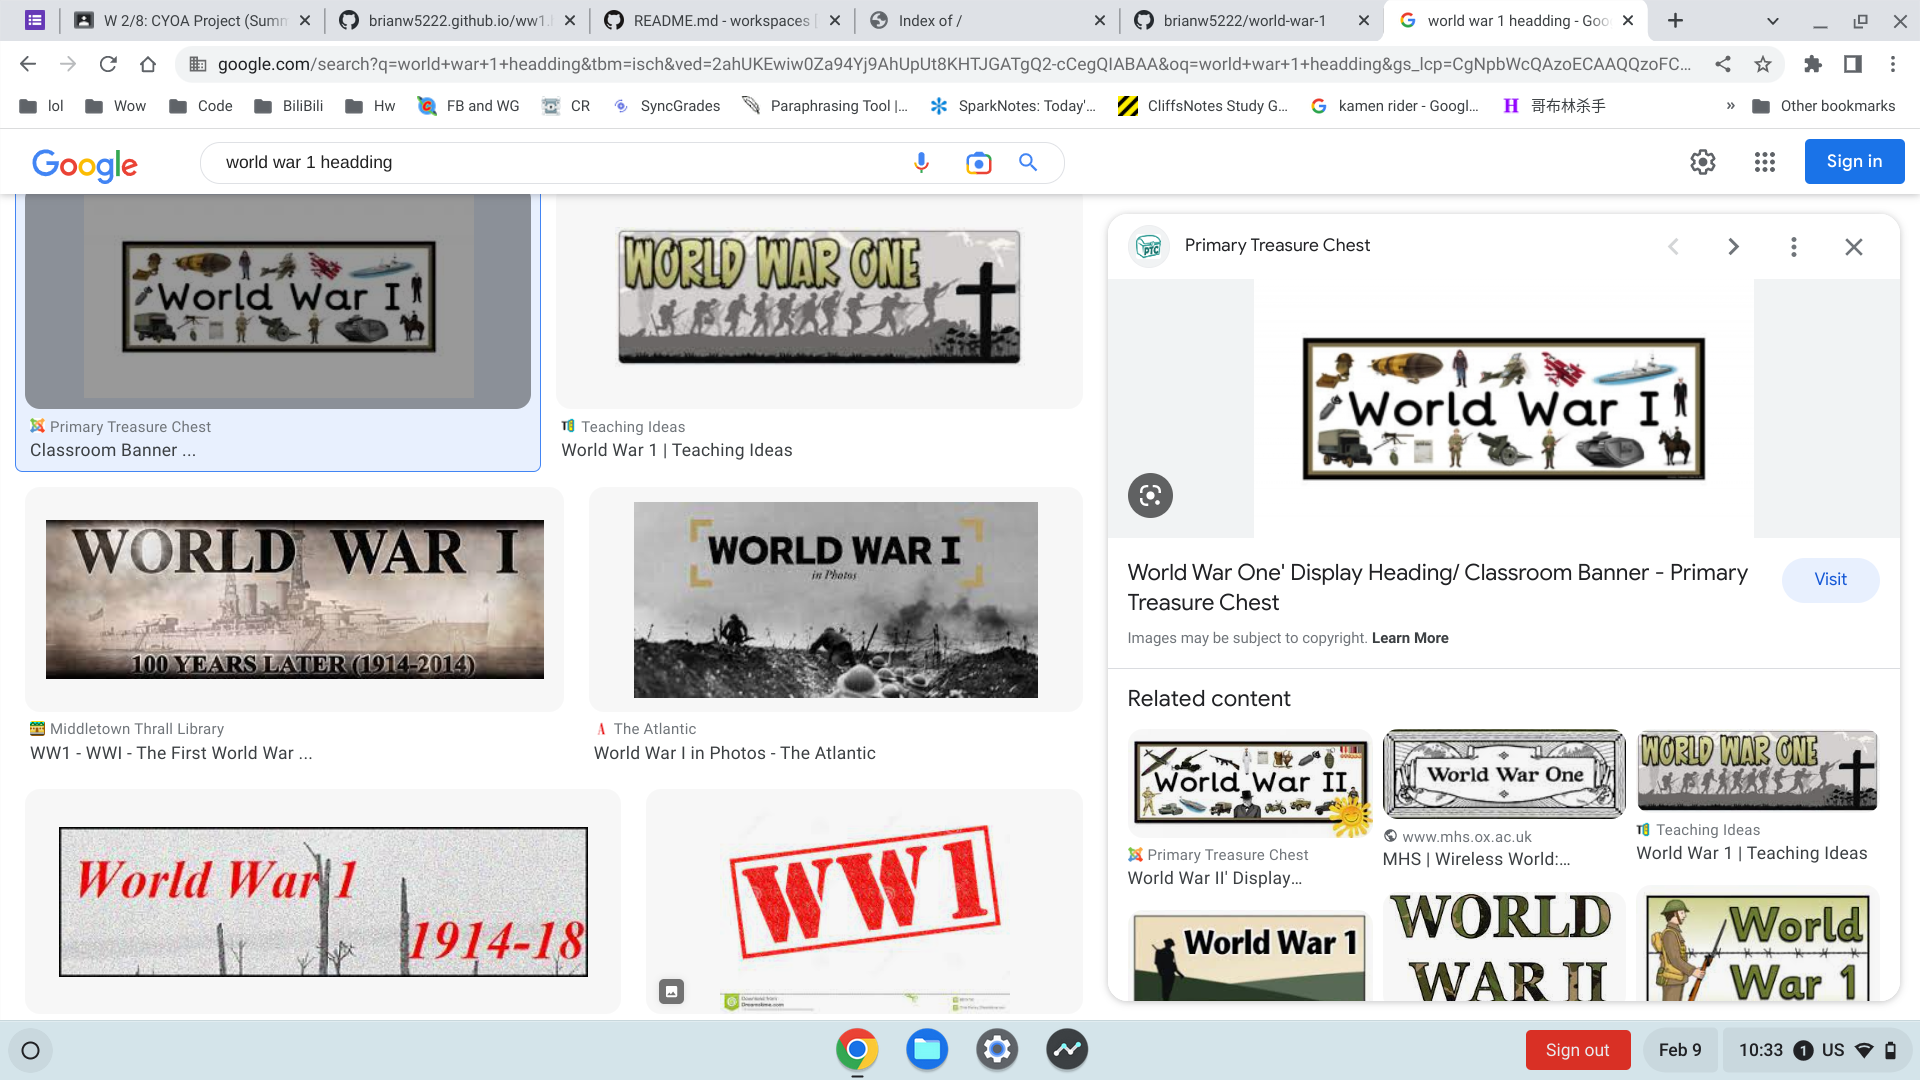 W 2/8: CYOA Project (Summ
brianw5222.github.io/ww1.
README.md - workspaces
Index of /
brianw5222/world-war-1
world war 1 headding - Goo
google.com/search?q=world+war+1+headding&tbm=isch&ved=2ahUKEwiw0Za94Yj9AhUpUt8KHTJGATgQ2-cCegQIABAA&oq=world+war+1+headding&gs_lcp=CgNpbWcQAzoECAAQQzoFC...
lol
Wow
Code
BiliBili
Hw
FB and WG
CR
SyncGrades
Paraphrasing Tool |...
SparkNotes: Today'...
CliffsNotes Study G...
kamen rider - Googl...
哥布林杀手
»
Other bookmarks
Google
world war 1 headding
Sign in
World War I
WORLD WAR ONE
Primary Treasure Chest
Classroom Banner ...
Teaching Ideas
World War 1 | Teaching Ideas
WORLD WAR I
100 YEARS LATER (1914-2014)
WORLD WAR I
in Photos
Middletown Thrall Library
WW1 - WWI - The First World War ...
The Atlantic
World War I in Photos - The Atlantic
World War 1
1914-18
WW1
PTC
Primary Treasure Chest
World War I
World War One' Display Heading/ Classroom Banner - Primary
Treasure Chest
Visit
Images may be subject to copyright. Learn More
Related content
World War II
World War One
WORLD WAR ONE
Primary Treasure Chest
World War II' Display...
www.mhs.ox.ac.uk
MHS | Wireless World:...
Teaching Ideas
World War 1 | Teaching Ideas
World War 1
WORLD
WAR II
World
War 1
Sign out
Feb 9
10:33
1
US